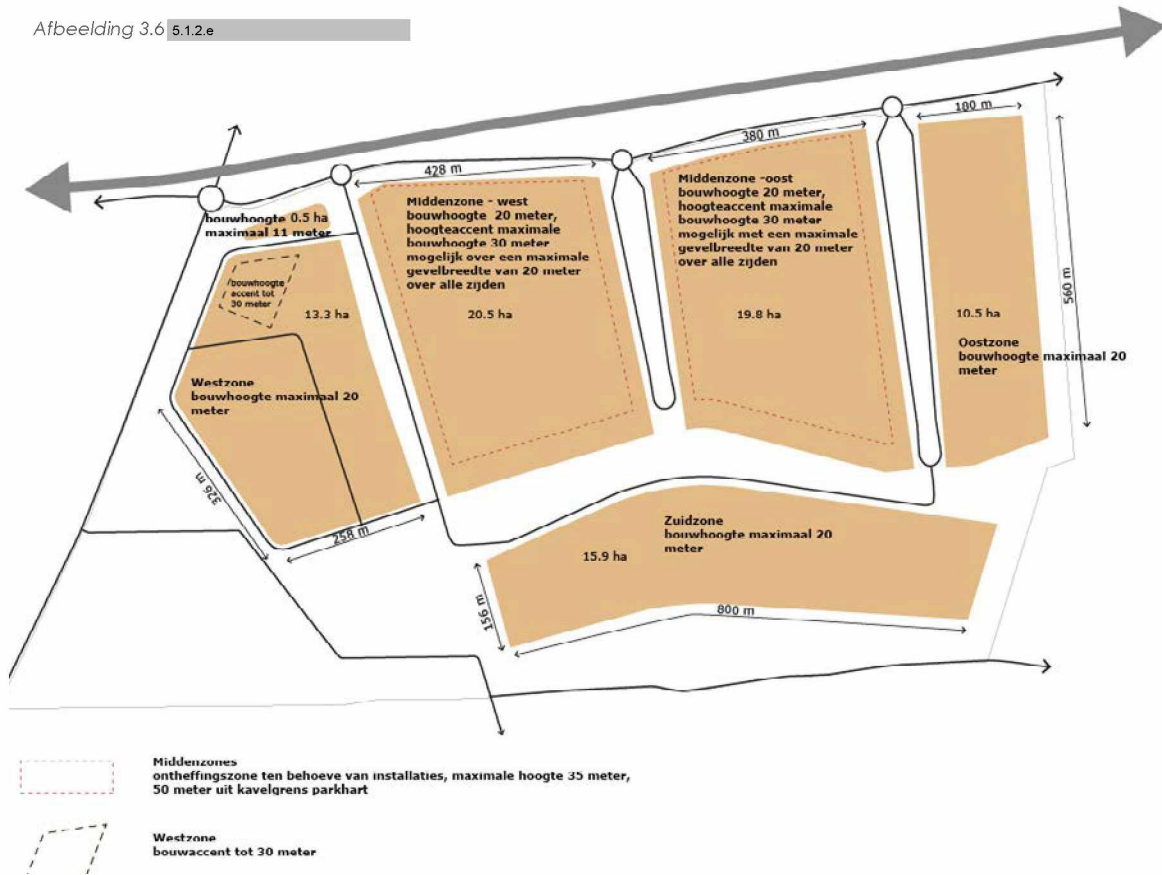 Afbeelding 3.6 5.1.2.e
180 m
380 m
428 m
bouwhoogte 0.5 ha
maximaal 11 meter
Middenzone - west
bouwhoogte 20 meter,
hoogteaccent maximale
bouwhoogte 30 meter
mogelijk over een maximale
gevelbreedte van 20 meter
over alle zijden
20.5 ha
Middenzone -oost
bouwhoogte 20 meter,
hoogteaccent maximale
bouwhoogte 30 meter
mogelijk met een maximale
gevelbreedte van 20 meter
over alle zijden
19.8 ha
560 m
10.5 ha
Oostzone
bouwhoogte maximaal 20
meter
bouwhoogte
accent tot
30 meter
13.3 ha
Westzone
bouwhoogte maximaal 20
meter
326 m
258 m
Zuidzone
bouwhoogte maximaal 20
meter
15.9 ha
156 m
800 m
Middenzones
ontheffingszone ten behoeve van installaties, maximale hoogte 35 meter,
50 meter uit kavelgrens parkhart
Westzone
bouwaccent tot 30 meter